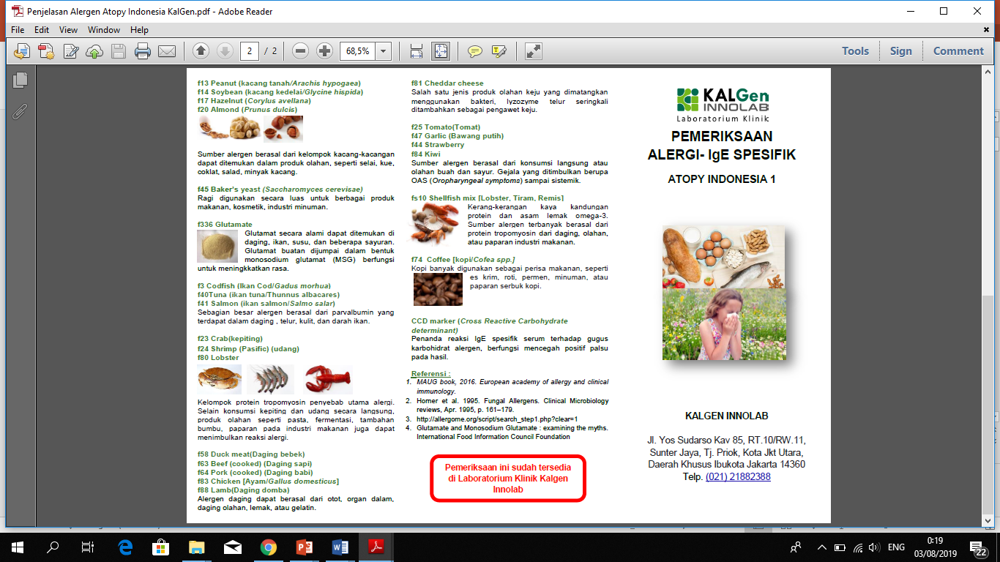 Penjelasan Alergen Atopy Indonesia KalGen.pdf - Adobe Reader
File Edit View Window Help
2 / 2 68,5% Tools Sign Comment
f13 Peanut (kacang tanah/Arachis hypogaea)
f14 Soybean (kacang kedelai/Glycine hispida)
f17 Hazelnut (Corylus avellana)
f20 Almond (Prunus dulcis)
Sumber alergen berasal dari kelompok kacang-kacangan
dapat ditemukan dalam produk olahan, seperti selai, kue,
coklat, salad, minyak kacang.
f45 Baker's yeast (Saccharomyces cerevisae)
Ragi digunakan secara luas untuk berbagai produk
makanan, kosmetik, industri minuman.
f336 Glutamate
Glutamat secara alami dapat ditemukan di
daging, ikan, susu, dan beberapa sayuran.
Glutamat buatan dijumpai dalam bentuk
monosodium glutamat (MSG) berfungsi
untuk meningkkatkan rasa.
f3 Codfish (Ikan Cod/Gadus morhua)
f40Tuna (ikan tuna/Thunnus albacares)
f41 Salmon (ikan salmon/Salmo salar)
Sebagian besar alergen berasal dari parvalbumin yang
terdapat dalam daging , telur, kulit, dan darah ikan.
f23 Crab(kepiting)
f24 Shrimp (Pasific) (udang)
f80 Lobster
Kelompok protein tropomyosin penyebab utama alergi.
Selain konsumsi kepiting dan udang secara langsung,
produk olahan seperti pasta, fermentasi, tambahan
bumbu, paparan pada industri makanan juga dapat
menimbulkan reaksi alergi.
f58 Duck meat(Daging bebek)
f63 Beef (cooked) (Daging sapi)
f64 Pork (cooked) (Daging babi)
f83 Chicken [Ayam/Gallus domesticus]
f88 Lamb(Daging domba)
Alergen daging dapat berasal dari otot, organ dalam,
daging olahan, lemak, atau gelatin.
f81 Cheddar cheese
Salah satu jenis produk olahan keju yang dimatangkan
menggunakan bakteri, lyzozyme telur seringkali
ditambahkan sebagai pengawet keju.
f25 Tomato(Tomat)
f47 Garlic (Bawang putih)
f44 Strawberry
f84 Kiwi
Sumber alergen berasal dari konsumsi langsung atau
olahan buah dan sayur. Gejala yang ditimbulkan berupa
OAS (Oropharyngeal symptoms) sampai sistemik.
fs10 Shellfish mix [Lobster, Tiram, Remis]
Kerang-kerangan kaya kandungan
protein dan asam lemak omega-3.
Sumber alergen terbanyak berasal dari
protein tropomyosin dari daging, olahan,
atau paparan industri makanan.
f74 Coffee [kopi/Cofea spp.]
Kopi banyak digunakan sebagai perisa makanan, seperti
es krim, roti, permen, minuman, atau
paparan serbuk kopi.
CCD marker (Cross Reactive Carbohydrate
determinant)
Penanda reaksi IgE spesifik serum terhadap gugus
karbohidrat alergen, berfungsi mencegah positif palsu
pada hasil.
Referensi :
1. MAUG book, 2016. European academy of allergy and clinical
immunology.
2. Horner et al. 1995. Fungal Allergens. Clinical Microbiology
reviews, Apr. 1995, p. 161–179.
3. http://allergome.org/script/search_step1.php?clear=1
4. Glutamate and Monosodium Glutamate : examining the myths.
International Food Information Council Foundation
Pemeriksaan ini sudah tersedia
di Laboratorium Klinik Kalgen
Innolab
KALGen
INNOLAB
Laboratorium Klinik
PEMERIKSAAN
ALERGI- IgE SPESIFIK
ATOPY INDONESIA 1
KALGEN INNOLAB
Jl. Yos Sudarso Kav 85, RT.10/RW.11,
Sunter Jaya, Tj. Priok, Kota Jkt Utara,
Daerah Khusus Ibukota Jakarta 14360
Telp. (021) 21882388
ENG
0:19
03/08/2019
22